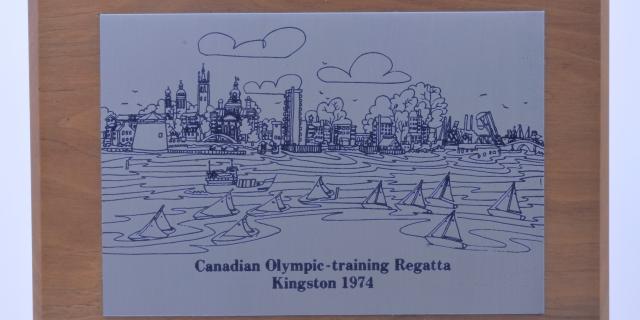 Canadian Olympic-training Regatta
Kingston 1974